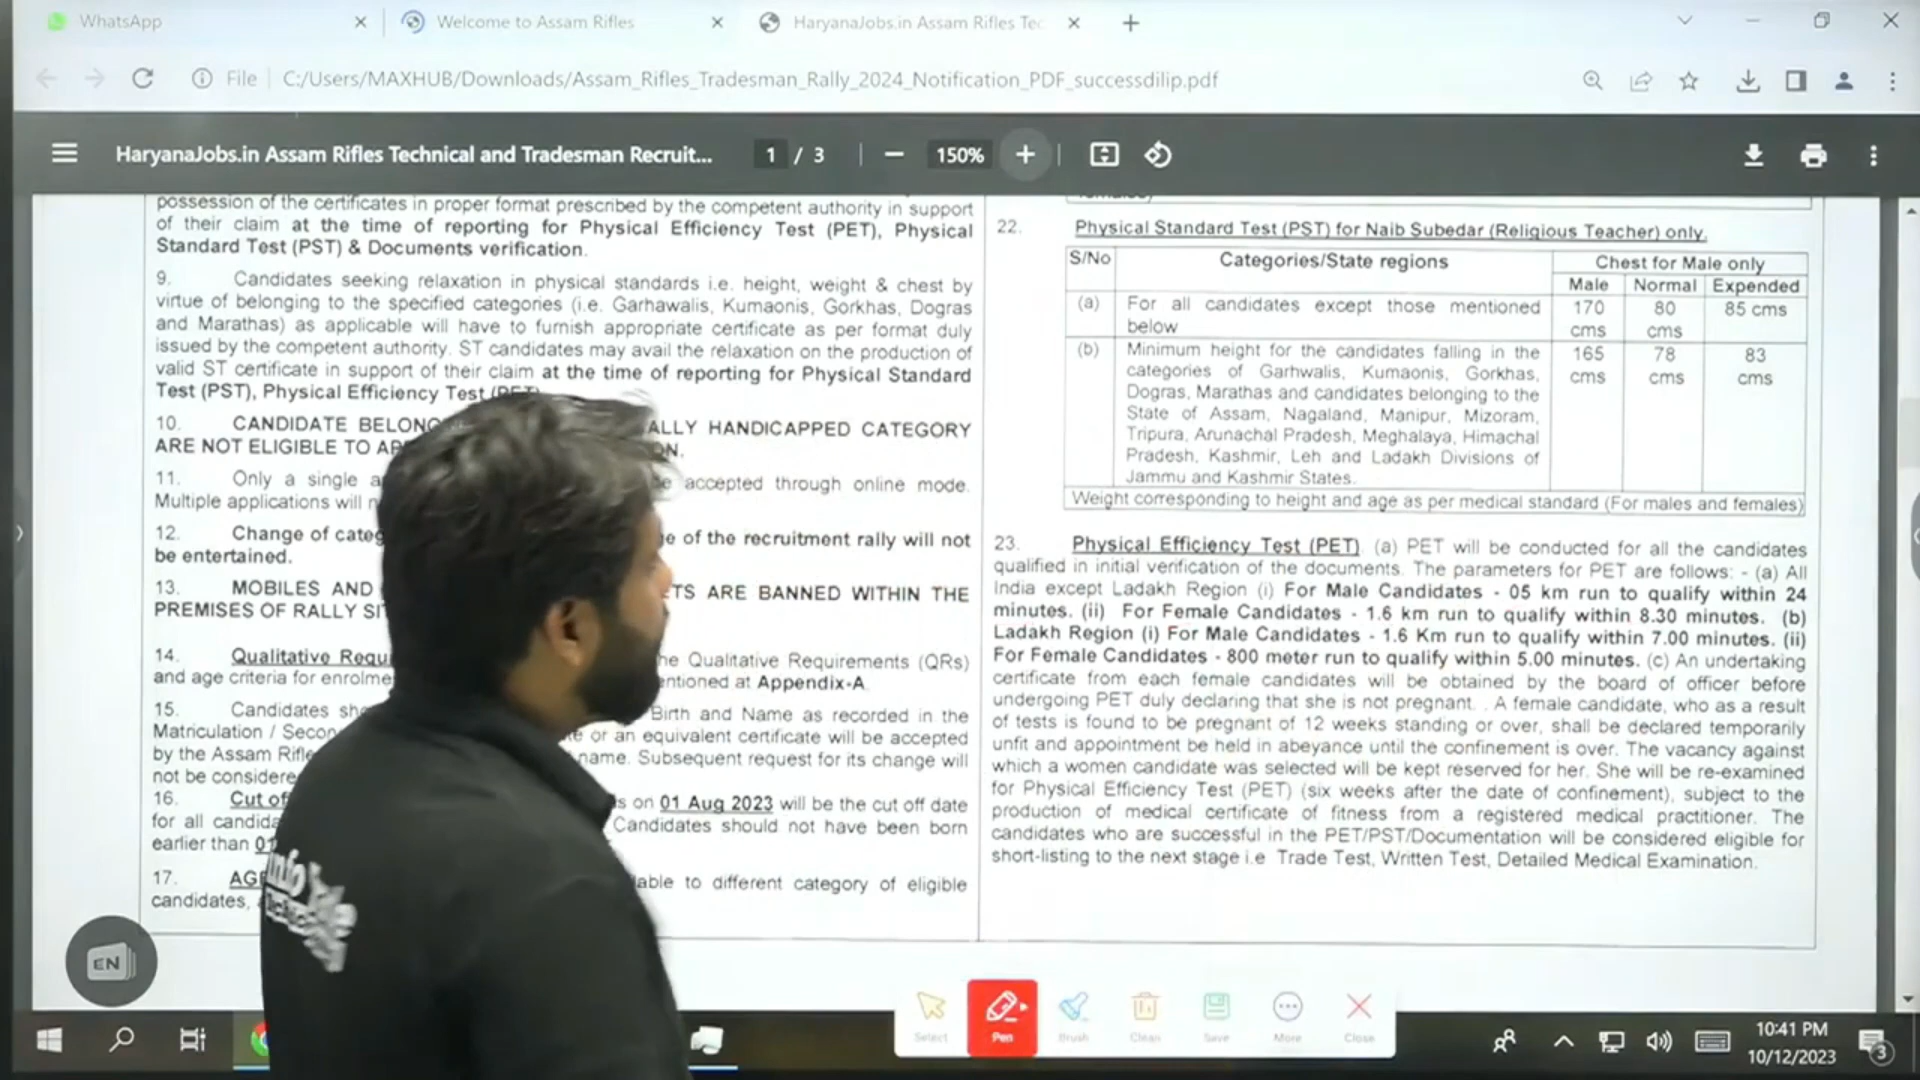 WhatsApp
Welcome to Assam Rifles
HaryanaJobs.in Assam Rifles Tec
File C:/Users/MAXHUB/Downloads/Assam_Rifles_Tradesman_Rally_2024_Notification_PDF_successdilip.pdf
HaryanaJobs.in Assam Rifles Technical and Tradesman Recruit...
1 / 3
150%
possession of the certificates in proper format prescribed by the competent authority in support
of their claim at the time of reporting for Physical Efficiency Test (PET), Physical
Standard Test (PST) & Documents verification.
9. Candidates seeking relaxation in physical standards i.e. height, weight & chest by
virtue of belonging to the specified categories (i.e. Garhawalis, Kumaonis, Gorkhas, Dogras
and Marathas) as applicable will have to furnish appropriate certificate as per format duly
issued by the competent authority. ST candidates may avail the relaxation on the production of
valid ST certificate in support of their claim at the time of reporting for Physical Standard
Test (PST), Physical Efficiency Test (PET)
10. CANDIDATE BELONG ALLY HANDICAPPED CATEGORY
ARE NOT ELIGIBLE TO AP ON.
11. Only a single a be accepted through online mode.
Multiple applications will n
12. Change of categ e of the recruitment rally will not
be entertained.
13. MOBILES AND TS ARE BANNED WITHIN THE
PREMISES OF RALLY SI
14. Qualitative Requ he Qualitative Requirements (QRs)
and age criteria for enrolme entioned at Appendix-A.
15. Candidates sh Birth and Name as recorded in the
Matriculation / Secon te or an equivalent certificate will be accepted
by the Assam Rifle name. Subsequent request for its change will
not be considere
16. Cut of s on 01 Aug 2023 will be the cut off date
for all candida Candidates should not have been born
earlier than 01
17. AGE able to different category of eligible
candidates,
22. Physical Standard Test (PST) for Naib Subedar (Religious Teacher) only.
S/No Categories/State regions Chest for Male only
Male Normal Expended
(a) For all candidates except those mentioned 170 80 85 cms
below cms cms
(b) Minimum height for the candidates falling in the 165 78 83
categories of Garhwalis, Kumaonis, Gorkhas, cms cms cms
Dogras, Marathas and candidates belonging to the
State of Assam, Nagaland, Manipur, Mizoram,
Tripura, Arunachal Pradesh, Meghalaya, Himachal
Pradesh, Kashmir, Leh and Ladakh Divisions of
Jammu and Kashmir States.
Weight corresponding to height and age as per medical standard (For males and females)
23. Physical Efficiency Test (PET). (a) PET will be conducted for all the candidates
qualified in initial verification of the documents. The parameters for PET are follows: - (a) All
India except Ladakh Region (i) For Male Candidates - 05 km run to qualify within 24
minutes. (ii) For Female Candidates - 1.6 km run to qualify within 8.30 minutes. (b)
Ladakh Region (i) For Male Candidates - 1.6 Km run to qualify within 7.00 minutes. (ii)
For Female Candidates - 800 meter run to qualify within 5.00 minutes. (c) An undertaking
certificate from each female candidates will be obtained by the board of officer before
undergoing PET duly declaring that she is not pregnant. . A female candidate, who as a result
of tests is found to be pregnant of 12 weeks standing or over, shall be declared temporarily
unfit and appointment be held in abeyance until the confinement is over. The vacancy against
which a women candidate was selected will be kept reserved for her. She will be re-examined
for Physical Efficiency Test (PET) (six weeks after the date of confinement), subject to the
production of medical certificate of fitness from a registered medical practitioner. The
candidates who are successful in the PET/PST/Documentation will be considered eligible for
short-listing to the next stage i.e Trade Test, Written Test, Detailed Medical Examination.
EN
Select Pen Brush Clean Save More Close
10:41 PM
10/12/2023
3